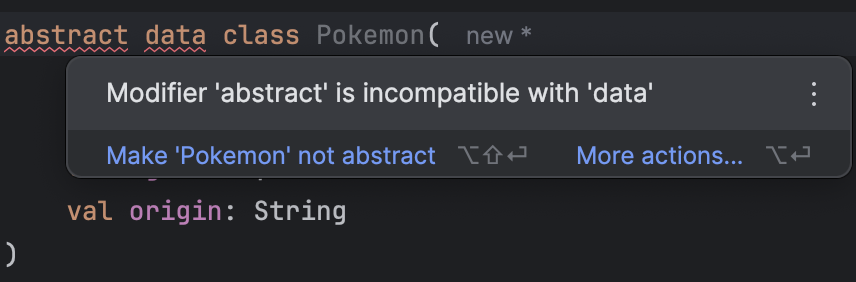 abstract data class Pokemon( new *
Modifier 'abstract' is incompatible with 'data'
Make 'Pokemon' not abstract ⌥⇧⏎ More actions... ⌥⏎
val origin: String
)